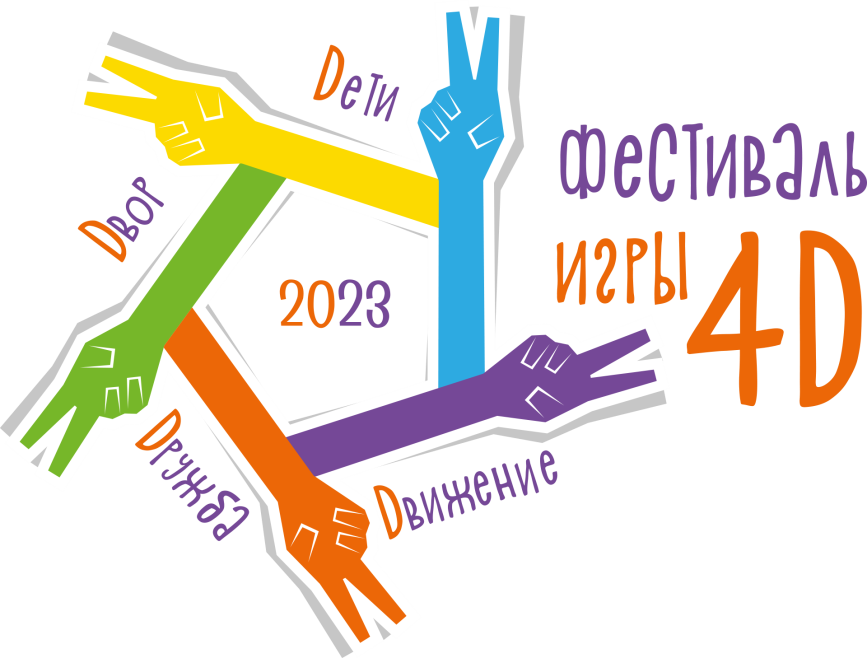 Dети
Dвор
2023
Dружба
Dвижение
Фестиваль
игры 4D